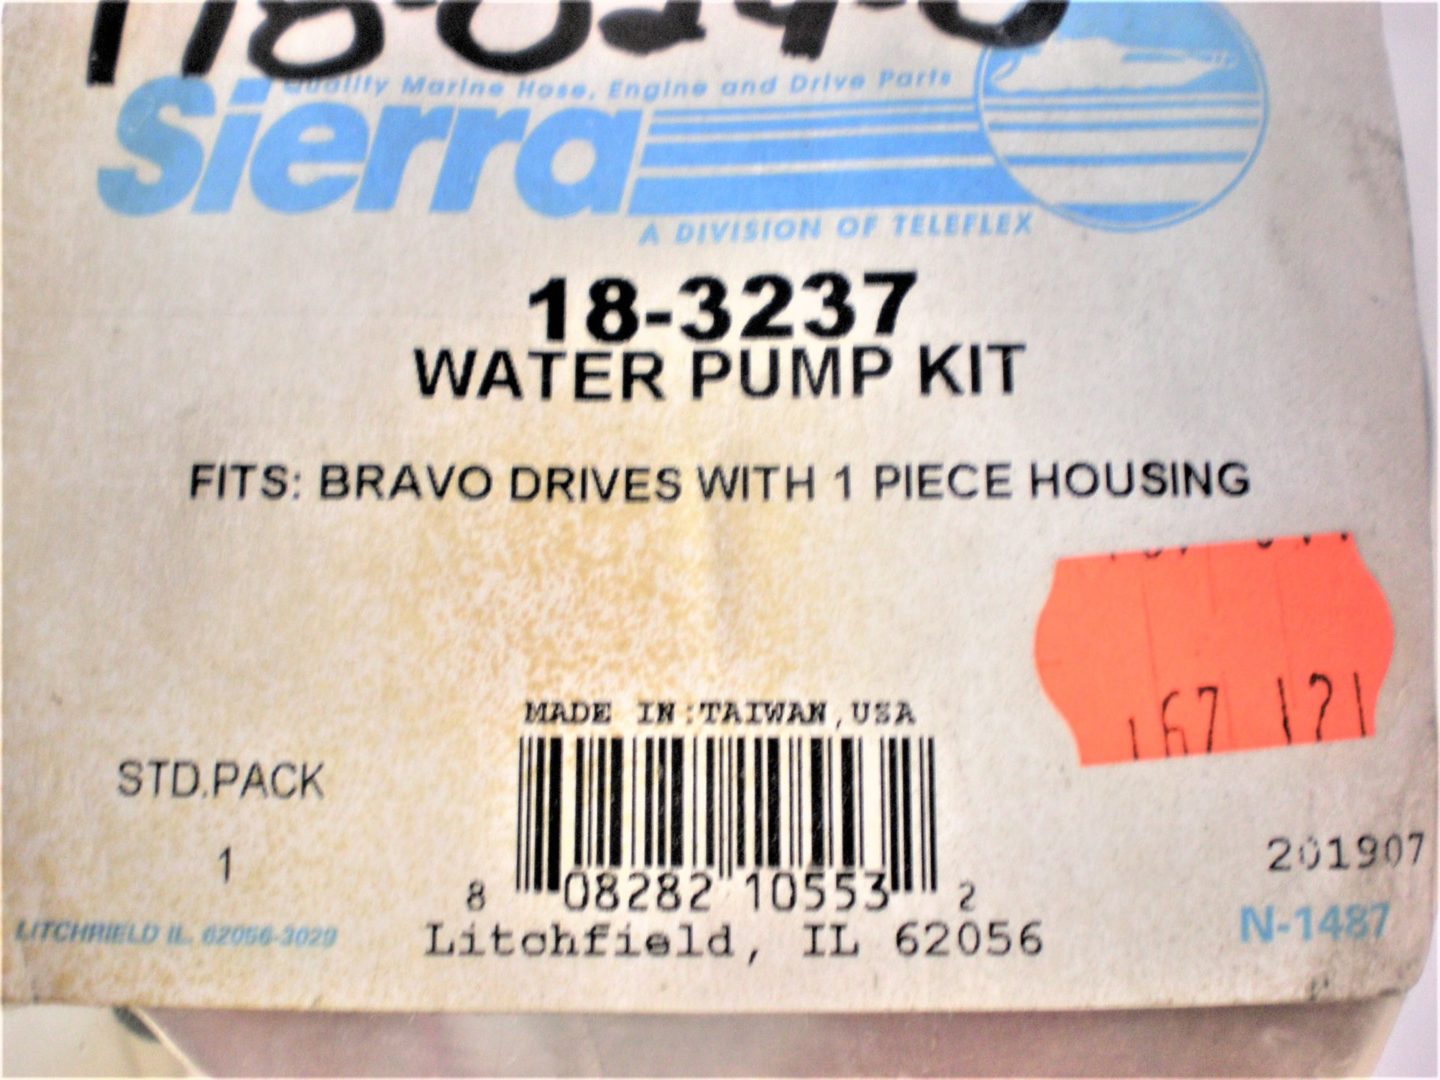 Quality Marine Hose, Engine and Drive Parts
Sierra
A DIVISION OF TELEFLEX
18-3237
WATER PUMP KIT
FITS: BRAVO DRIVES WITH 1 PIECE HOUSING
167 121
MADE IN:TAIWAN,USA
STD.PACK
1
8 08282 10553 2
201907
LITCHFIELD IL. 62056-3029
Litchfield, IL 62056
N-1487